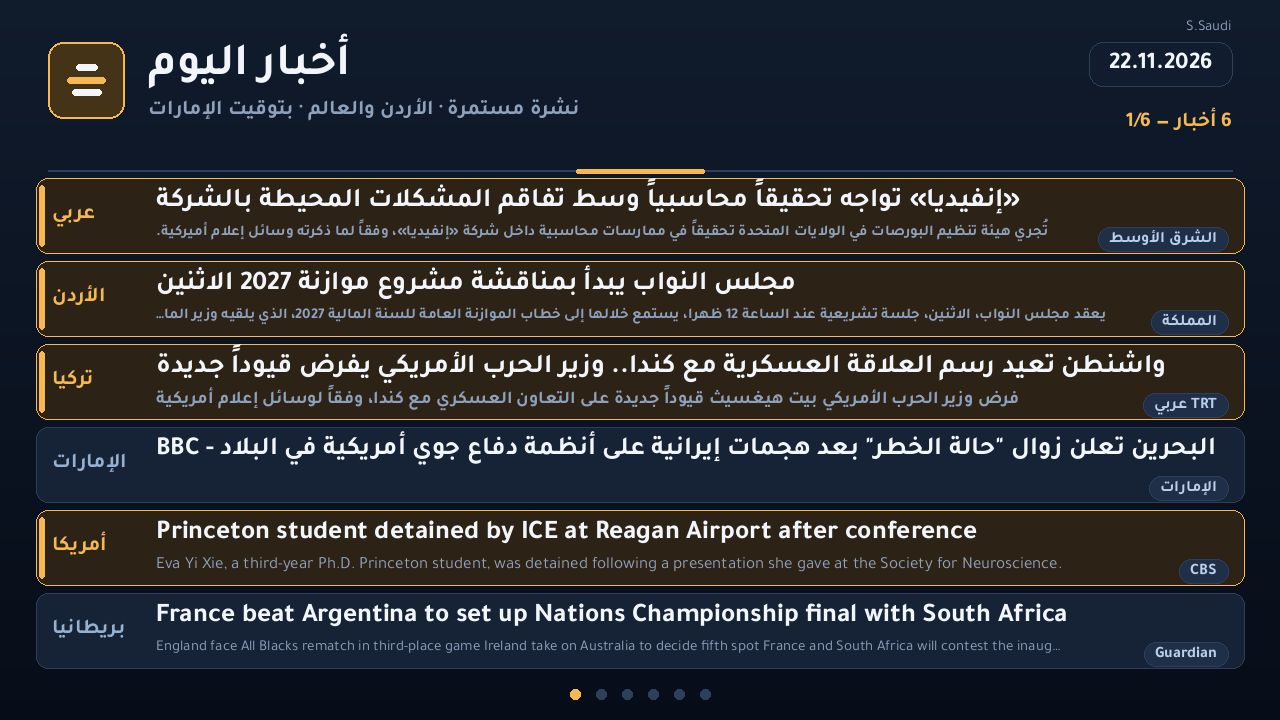 S.Saudi
أخبار اليوم
22.11.2026
نشرة مستمرة · الأردن والعالم · بتوقيت الإمارات
6 أخبار — 1/6
عربي
«إنفيديا» تواجه تحقيقاً محاسبياً وسط تفاقم المشكلات المحيطة بالشركة
تُجري هيئة تنظيم البورصات في الولايات المتحدة تحقيقاً في ممارسات محاسبية داخل شركة «إنفيديا»، وفقاً لما ذكرته وسائل إعلام أميركية.
الشرق الأوسط
الأردن
مجلس النواب يبدأ بمناقشة مشروع موازنة 2027 الاثنين
يعقد مجلس النواب، الاثنين، جلسة تشريعية عند الساعة 12 ظهرا، يستمع خلالها إلى خطاب الموازنة العامة للسنة المالية 2027، الذي يلقيه وزير الما…
المملكة
تركيا
واشنطن تعيد رسم العلاقة العسكرية مع كندا.. وزير الحرب الأمريكي يفرض قيوداً جديدة
فرض وزير الحرب الأمريكي بيت هيغسيث قيوداً جديدة على التعاون العسكري مع كندا، وفقاً لوسائل إعلام أمريكية
TRT عربي
الإمارات
البحرين تعلن زوال "حالة الخطر" بعد هجمات إيرانية على أنظمة دفاع جوي أمريكية في البلاد - BBC
الإمارات
أمريكا
Princeton student detained by ICE at Reagan Airport after conference
Eva Yi Xie, a third-year Ph.D. Princeton student, was detained following a presentation she gave at the Society for Neuroscience.
CBS
بريطانيا
France beat Argentina to set up Nations Championship final with South Africa
England face All Blacks rematch in third-place game Ireland take on Australia to decide fifth spot France and South Africa will contest the inaug…
Guardian